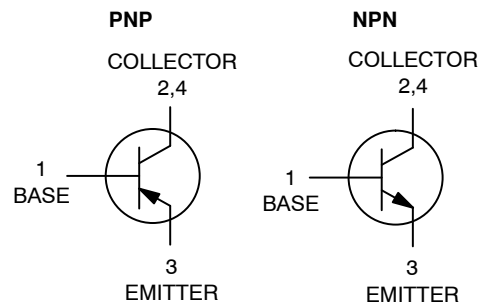 PNP
COLLECTOR
2,4
1
BASE
3
EMITTER
NPN
COLLECTOR
2,4
1
BASE
3
EMITTER